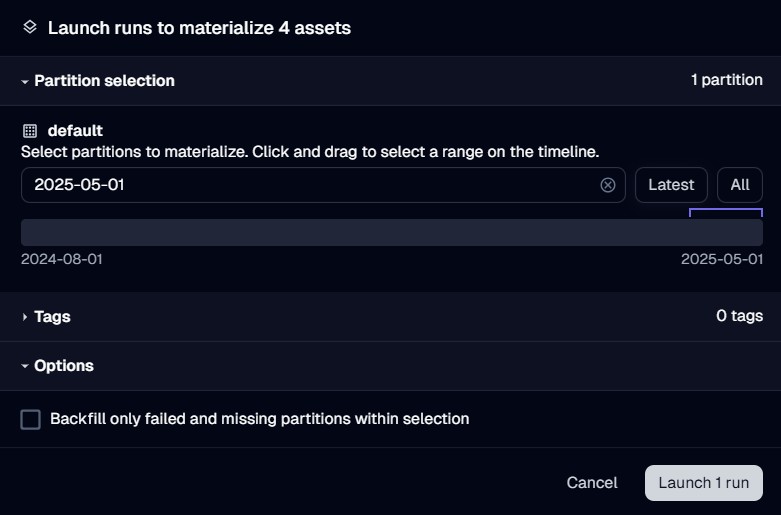 Launch runs to materialize 4 assets
Partition selection 1 partition
default
Select partitions to materialize. Click and drag to select a range on the timeline.
2025-05-01 Latest All
2024-08-01 2025-05-01
Tags 0 tags
Options
Backfill only failed and missing partitions within selection
Cancel Launch 1 run